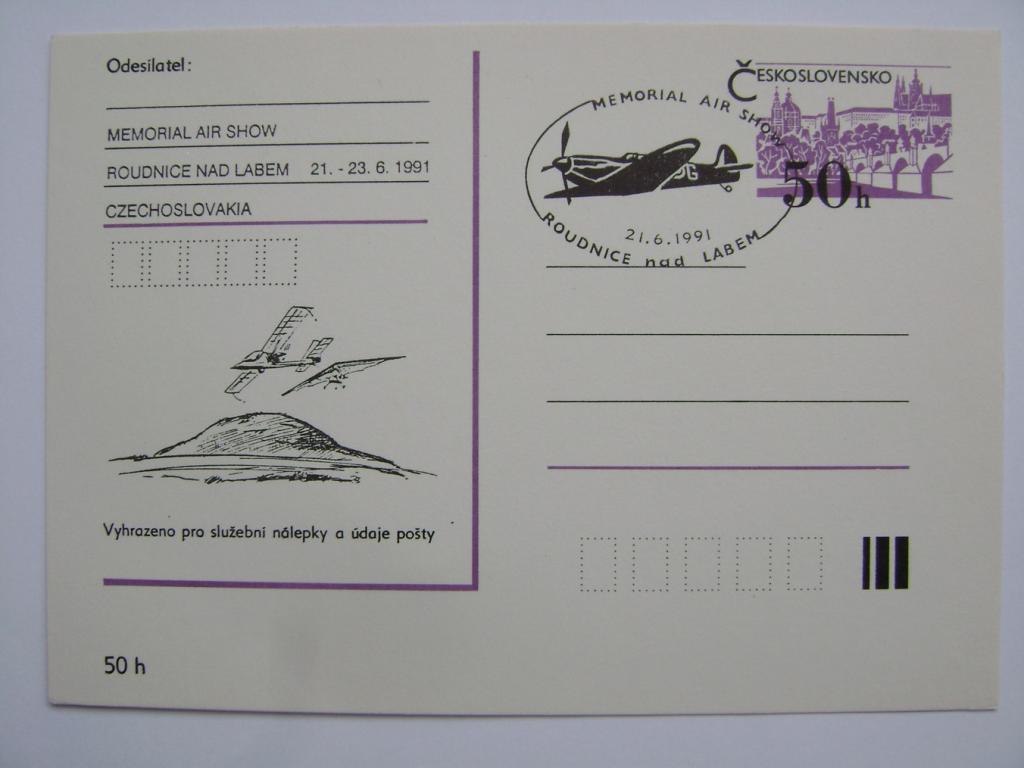 Odesílatel:
MEMORIAL AIR SHOW
ROUDNICE NAD LABEM 21. - 23. 6. 1991
CZECHOSLOVAKIA
Vyhrazeno pro služební nálepky a údaje pošty
50 h
ČESKOSLOVENSKO
50h
MEMORIAL AIR SHOW
DG
21.6.1991
ROUDNICE nad LABEM